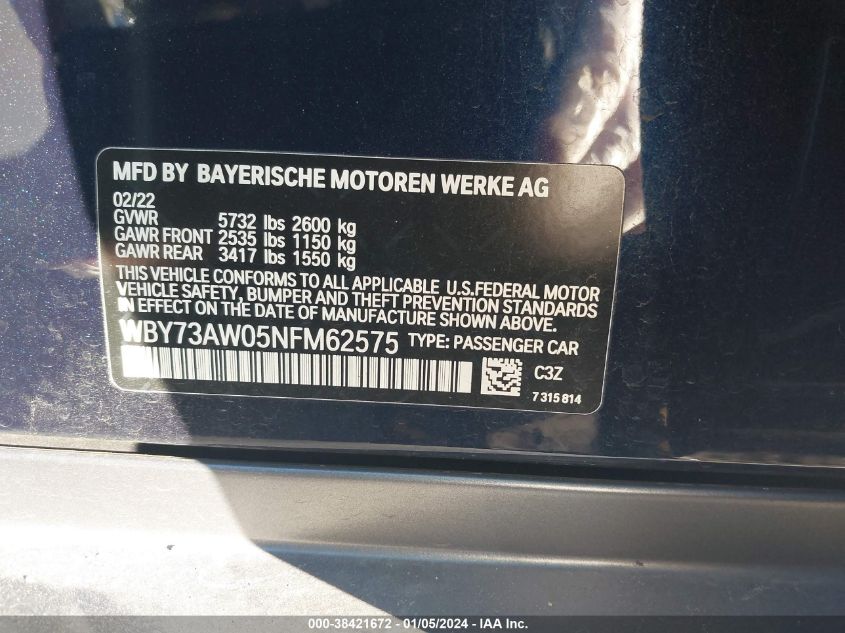 MFD BY BAYERISCHE MOTOREN WERKE AG
02/22
GVWR 5732 lbs 2600 kg
GAWR FRONT 2535 lbs 1150 kg
GAWR REAR 3417 lbs 1550 kg
THIS VEHICLE CONFORMS TO ALL APPLICABLE U.S.FEDERAL MOTOR
VEHICLE SAFETY, BUMPER AND THEFT PREVENTION STANDARDS
IN EFFECT ON THE DATE OF MANUFACTURE SHOWN ABOVE.
WBY73AW05NFM62575 TYPE: PASSENGER CAR
C3Z
7 315 814
000-38421672 - 01/05/2024 - IAA Inc.